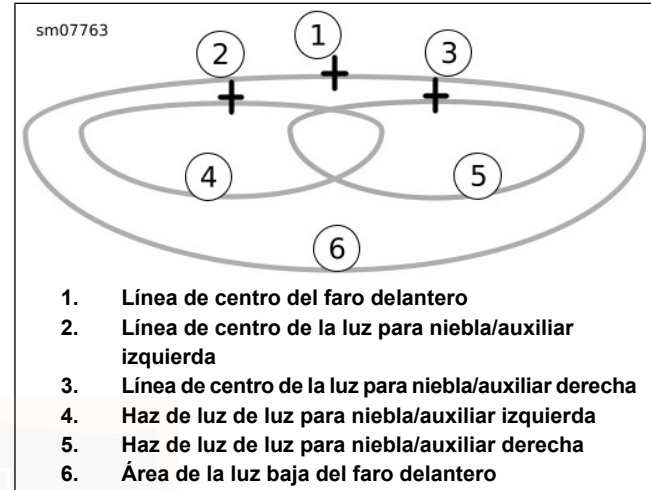 sm07763
1
2
3
4
5
6
1. Línea de centro del faro delantero
2. Línea de centro de la luz para niebla/auxiliar
izquierda
3. Línea de centro de la luz para niebla/auxiliar derecha
4. Haz de luz de luz para niebla/auxiliar izquierda
5. Haz de luz de luz para niebla/auxiliar derecha
6. Área de la luz baja del faro delantero